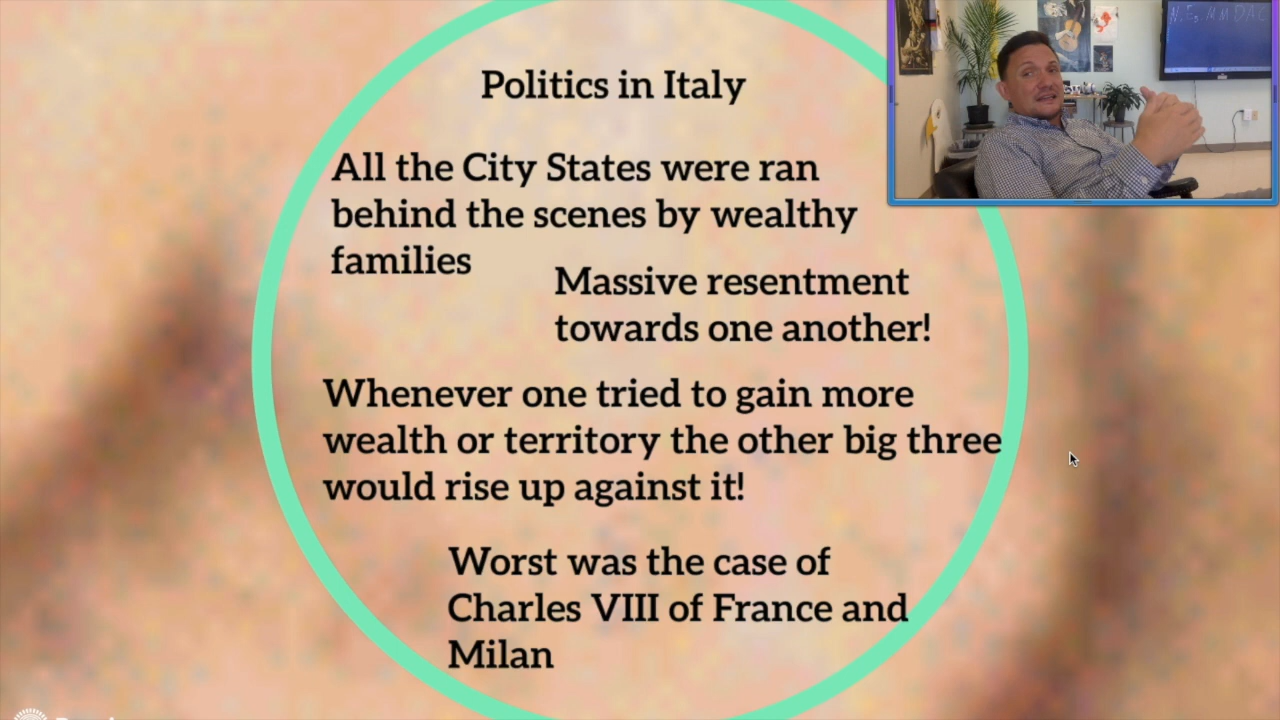 Politics in Italy
All the City States were ran
behind the scenes by wealthy
families
Massive resentment
towards one another!
Whenever one tried to gain more
wealth or territory the other big three
would rise up against it!
Worst was the case of
Charles VIII of France and
Milan